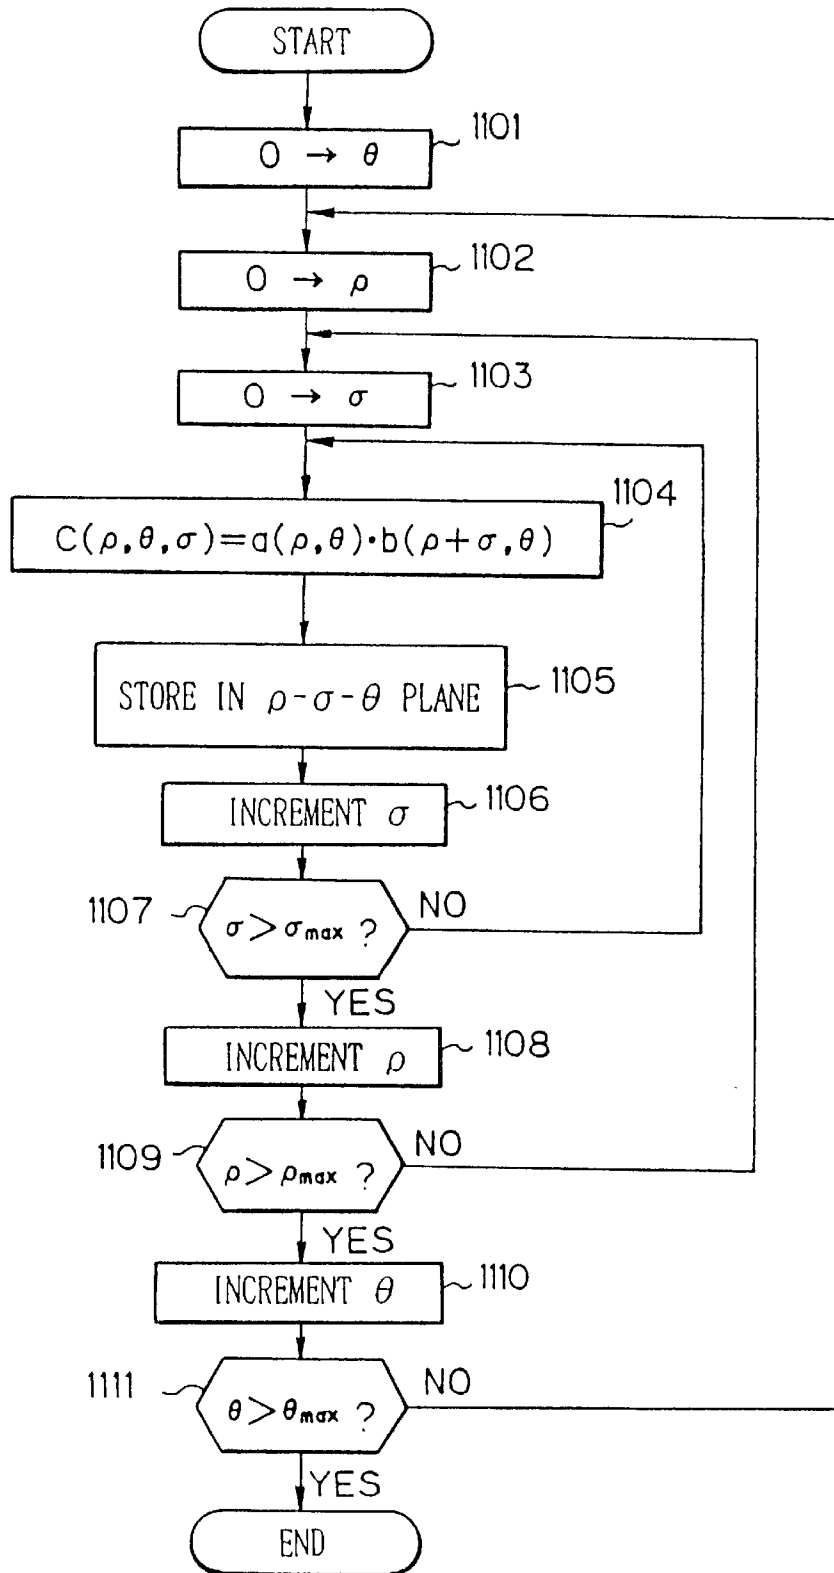 START
0 → θ
1101
0 → ρ
1102
0 → σ
1103
C(ρ,θ,σ)=a(ρ,θ)·b(ρ+σ,θ)
1104
STORE IN ρ-σ-θ PLANE
1105
INCREMENT σ
1106
1107
σ>σmax ?
NO
YES
INCREMENT ρ
1108
1109
ρ>ρmax ?
NO
YES
INCREMENT θ
1110
1111
θ>θmax ?
NO
YES
END